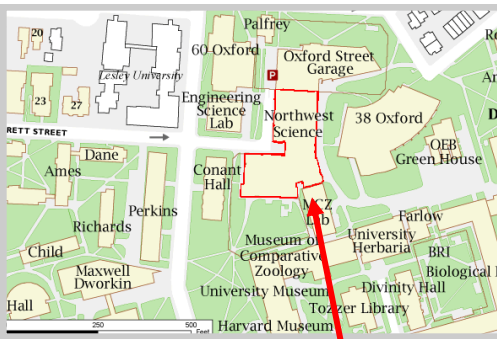 Palfrey
20
60 Oxford
Oxford Street
Garage
Lesley University
P
23
27
Engineering
Science
Lab
Northwest
Science
38 Oxford
RETT STREET
OEB
Green House
Dane
Ames
Conant
Hall
Perkins
MCZ
Lab
Richards
Farlow
University
Herbaria
Museum of
Comparative
Zoology
Child
BRI
Maxwell
Dworkin
Biological
University Museum
Divinity Hall
Hall
Tozzer Library
Harvard Museum
250
500
Feet